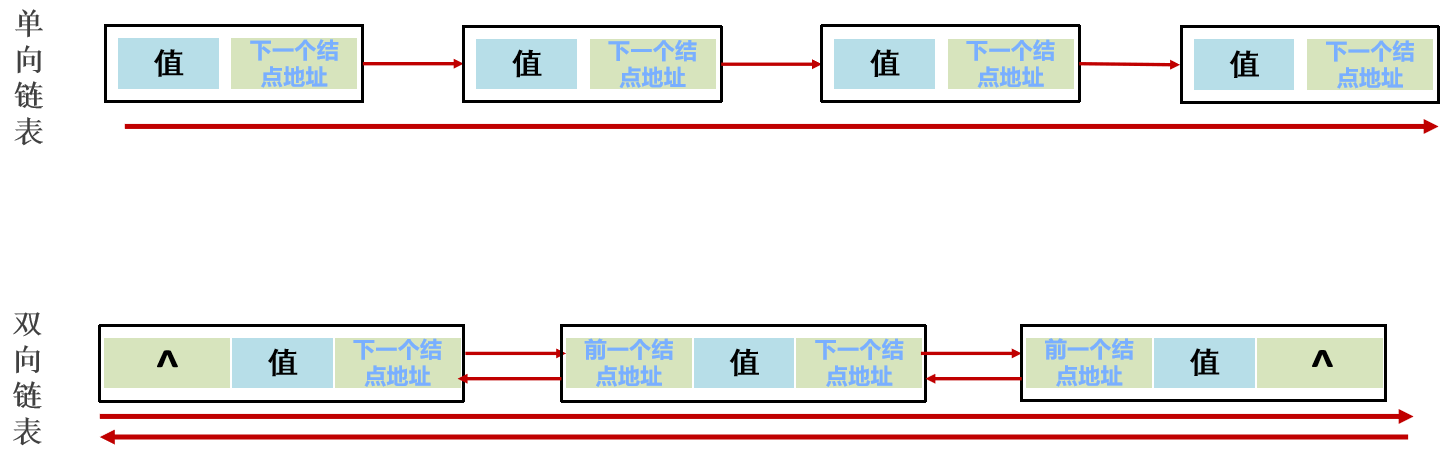 单向链表
值
下一个结
点地址
值
下一个结
点地址
值
下一个结
点地址
值
下一个结
点地址
双向链表
^
值
下一个结
点地址
前一个结
点地址
值
下一个结
点地址
前一个结
点地址
值
^